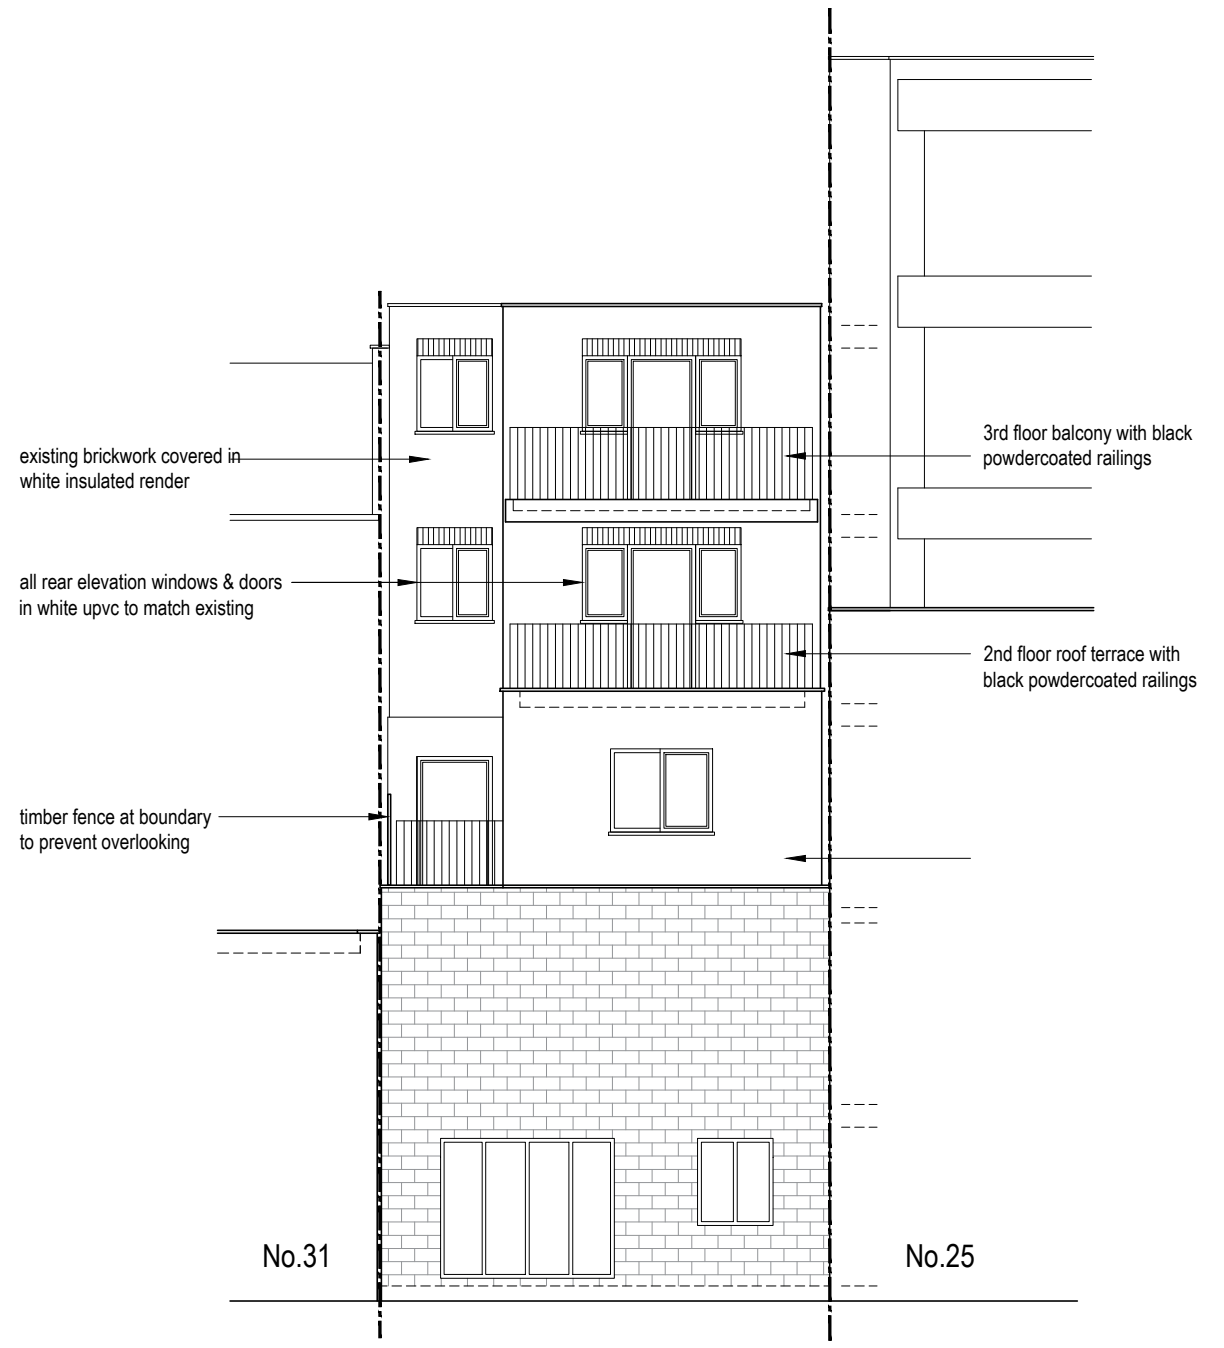 3rd floor balcony with black
powdercoated railings
existing brickwork covered in
white insulated render
all rear elevation windows & doors
in white upvc to match existing
2nd floor roof terrace with
black powdercoated railings
timber fence at boundary
to prevent overlooking
No.31
No.25